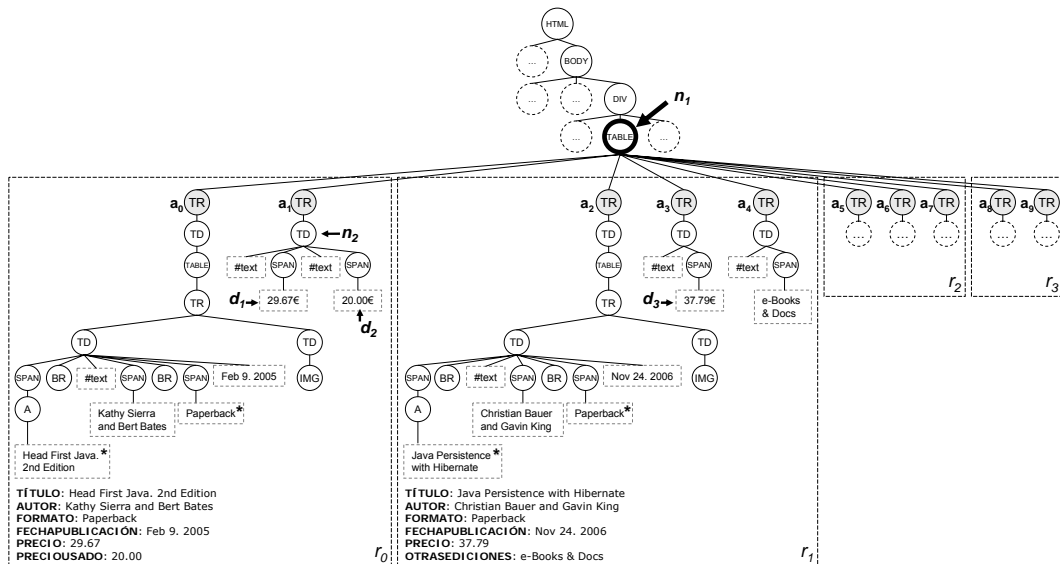 HTML
... BODY
... ... DIV
n1
... TABLE ...
a0 TR
a1 TR
a2 TR
a3 TR
a4 TR
a5 TR
a6 TR
a7 TR
a8 TR
a9 TR
TD
TD
n2
TD
TD
TD
... ... ... ... ...
TABLE
#text
SPAN
#text
SPAN
TABLE
#text
SPAN
#text
SPAN
r2
r3
TR
d1
29.67€
20.00€
d2
TR
d3
37.79€
e-Books
& Docs
TD
TD
TD
TD
SPAN
BR
#text
SPAN
BR
SPAN
Feb 9. 2005
IMG
SPAN
BR
#text
SPAN
BR
SPAN
Nov 24. 2006
IMG
A
Kathy Sierra
and Bert Bates
Paperback*
A
Christian Bauer
and Gavin King
Paperback*
Head First Java. *
2nd Edition
Java Persistence *
with Hibernate
TÍTULO: Head First Java. 2nd Edition
AUTOR: Kathy Sierra and Bert Bates
FORMATO: Paperback
FECHAPUBLICACIÓN: Feb 9. 2005
PRECIO: 29.67
PRECIOUSADO: 20.00
r0
TÍTULO: Java Persistence with Hibernate
AUTOR: Christian Bauer and Gavin King
FORMATO: Paperback
FECHAPUBLICACIÓN: Nov 24. 2006
PRECIO: 37.79
OTRASEDICIONES: e-Books & Docs
r1